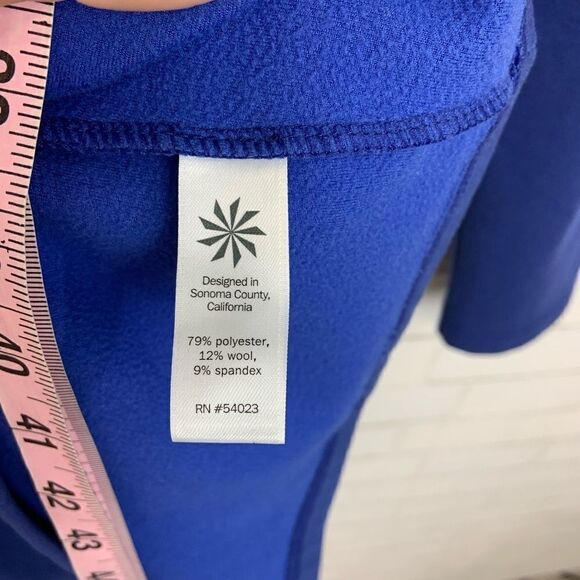 Designed in
Sonoma County,
California
79% polyester,
12% wool,
9% spandex
RN #54023
40
41
42
43